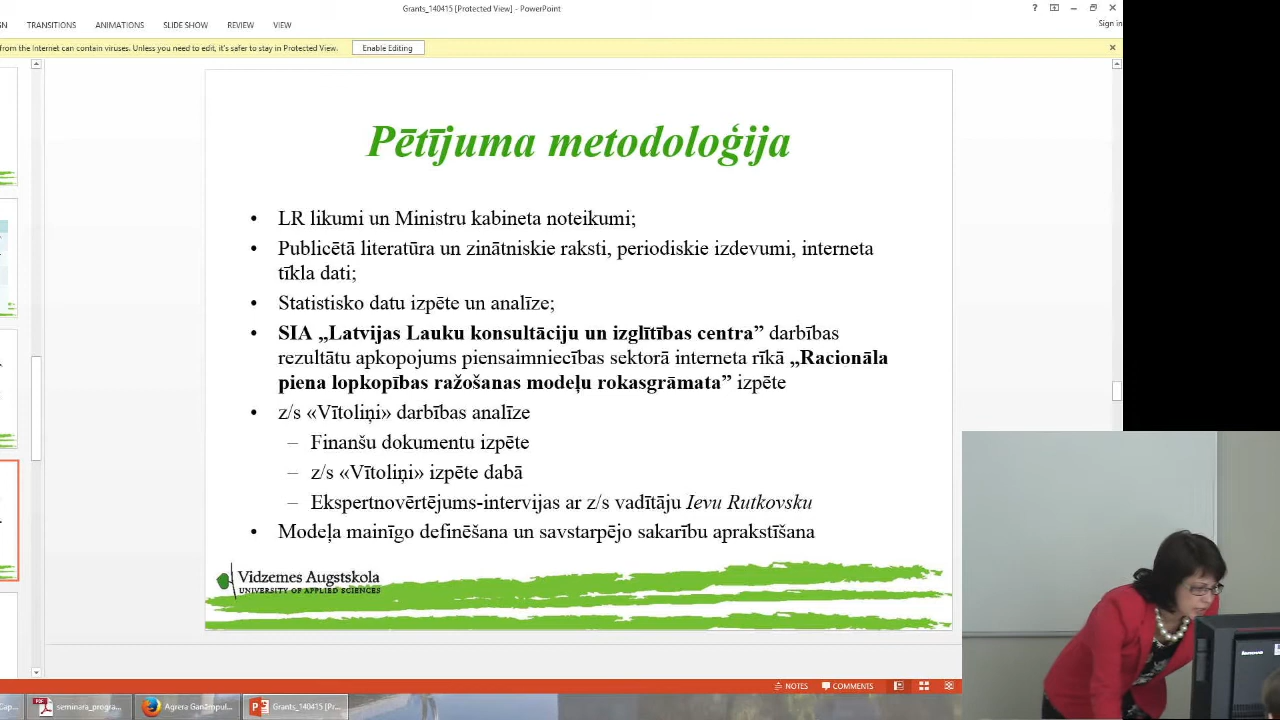 Grants_140415 [Protected View] - PowerPoint
Sign in
TRANSITIONS ANIMATIONS SLIDE SHOW REVIEW VIEW
from the Internet can contain viruses. Unless you need to edit, it's safer to stay in Protected View. Enable Editing
Pētījuma metodoloģija
• LR likumi un Ministru kabineta noteikumi;
• Publicētā literatūra un zinātniskie raksti, periodiskie izdevumi, interneta
tīkla dati;
• Statistisko datu izpēte un analīze;
• SIA „Latvijas Lauku konsultāciju un izglītības centra” darbības
rezultātu apkopojums piensaimniecības sektorā interneta rīkā „Racionāla
piena lopkopības ražošanas modeļu rokasgrāmata” izpēte
• z/s «Vītoliņi» darbības analīze
– Finanšu dokumentu izpēte
– z/s «Vītoliņi» izpēte dabā
– Ekspertnovērtējums-intervijas ar z/s vadītāju Ievu Rutkovsku
• Modeļa mainīgo definēšana un savstarpējo sakarību aprakstīšana
Vidzemes Augstskola
UNIVERSITY OF APPLIED SCIENCES
lenovo
NOTES COMMENTS
seminara_progra... Agrera Ganāmpul... Grants_140415 [Pr...